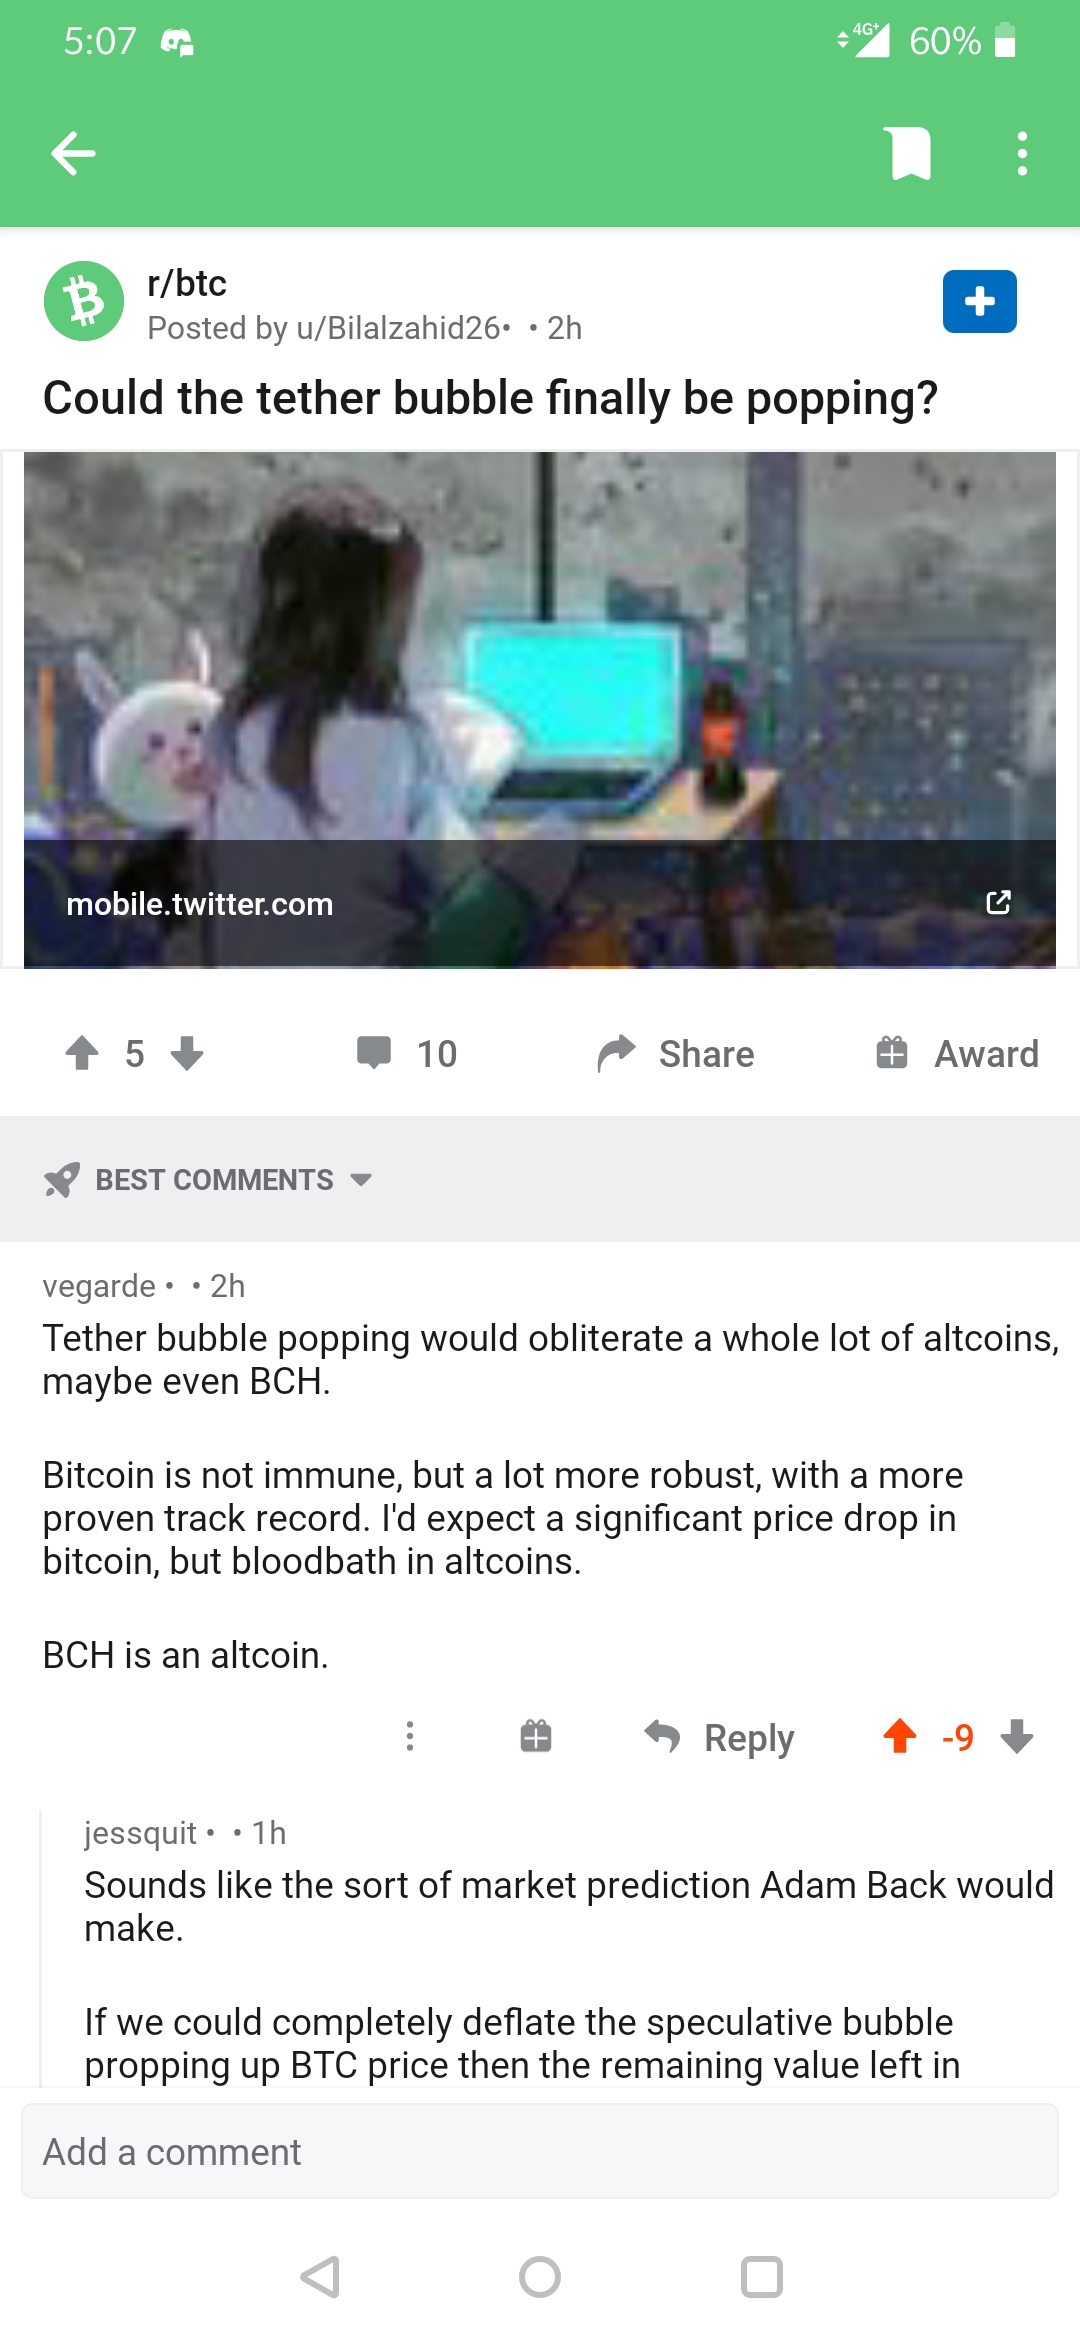 5:07 4G+ 60%
r/btc
Posted by u/Bilalzahid26• • 2h
Could the tether bubble finally be popping?
mobile.twitter.com
5 10 Share Award
BEST COMMENTS
vegarde • • 2h
Tether bubble popping would obliterate a whole lot of altcoins,
maybe even BCH.
Bitcoin is not immune, but a lot more robust, with a more
proven track record. I'd expect a significant price drop in
bitcoin, but bloodbath in altcoins.
BCH is an altcoin.
Reply -9
jessquit • • 1h
Sounds like the sort of market prediction Adam Back would
make.
If we could completely deflate the speculative bubble
propping up BTC price then the remaining value left in
Add a comment